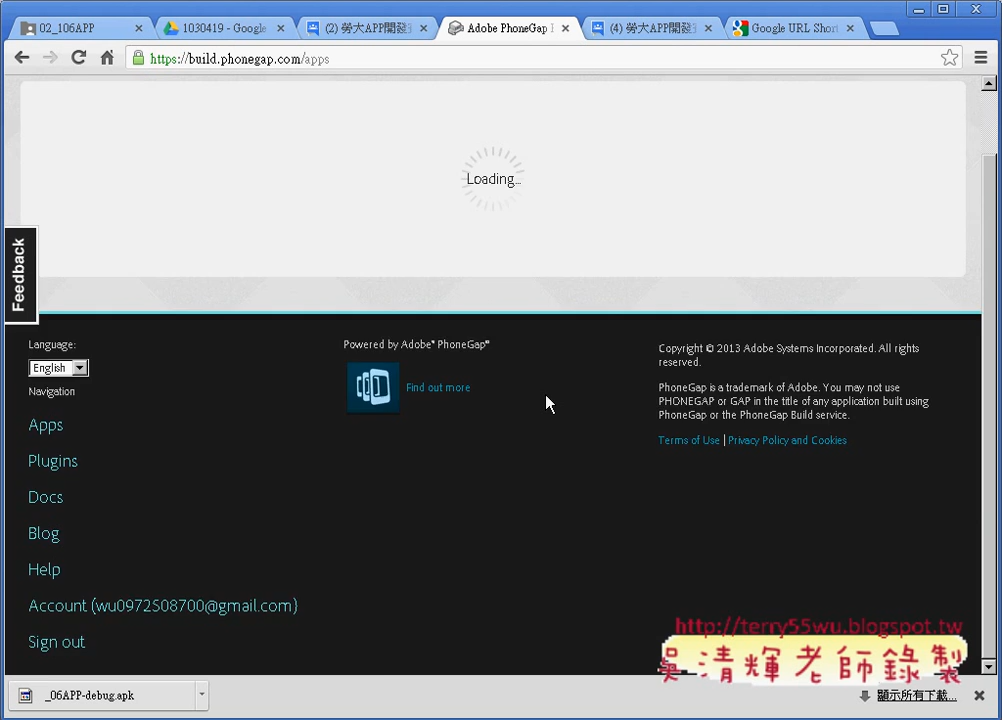 02_106APP
1030419 - Google
(2) 勞大APP開發
Adobe PhoneGap
(4) 勞大APP開發
Google URL Short
https://build.phonegap.com/apps
Loading...
Feedback
Language:
English
Navigation
Apps
Plugins
Docs
Blog
Help
Account (wu0972508700@gmail.com)
Sign out
Powered by Adobe® PhoneGap®
Find out more
Copyright © 2013 Adobe Systems Incorporated. All rights
reserved.
PhoneGap is a trademark of Adobe. You may not use
PHONEGAP or GAP in the title of any application built using
PhoneGap or the PhoneGap Build service.
Terms of Use | Privacy Policy and Cookies
http://terry55wu.blogspot.tw
吳清輝老師錄製
_06APP-debug.apk
顯示所有下載...